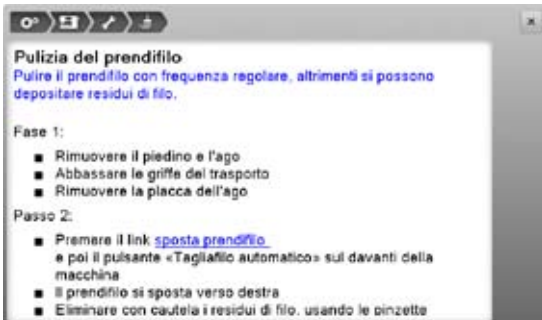 Pulizia del prendifilo
Pulire il prendifilo con frequenza regolare, altrimenti si possono
depositare residui di filo.
Fase 1:
■ Rimuovere il piedino e l'ago
■ Abbassare le griffe del trasporto
■ Rimuovere la placca dell'ago
Passo 2:
■ Premere il link sposta prendifilo
e poi il pulsante «Tagliafilo automatico» sul davanti della
macchina
■ Il prendifilo si sposta verso destra
■ Eliminare con cautela i residui di filo, usando le pinzette